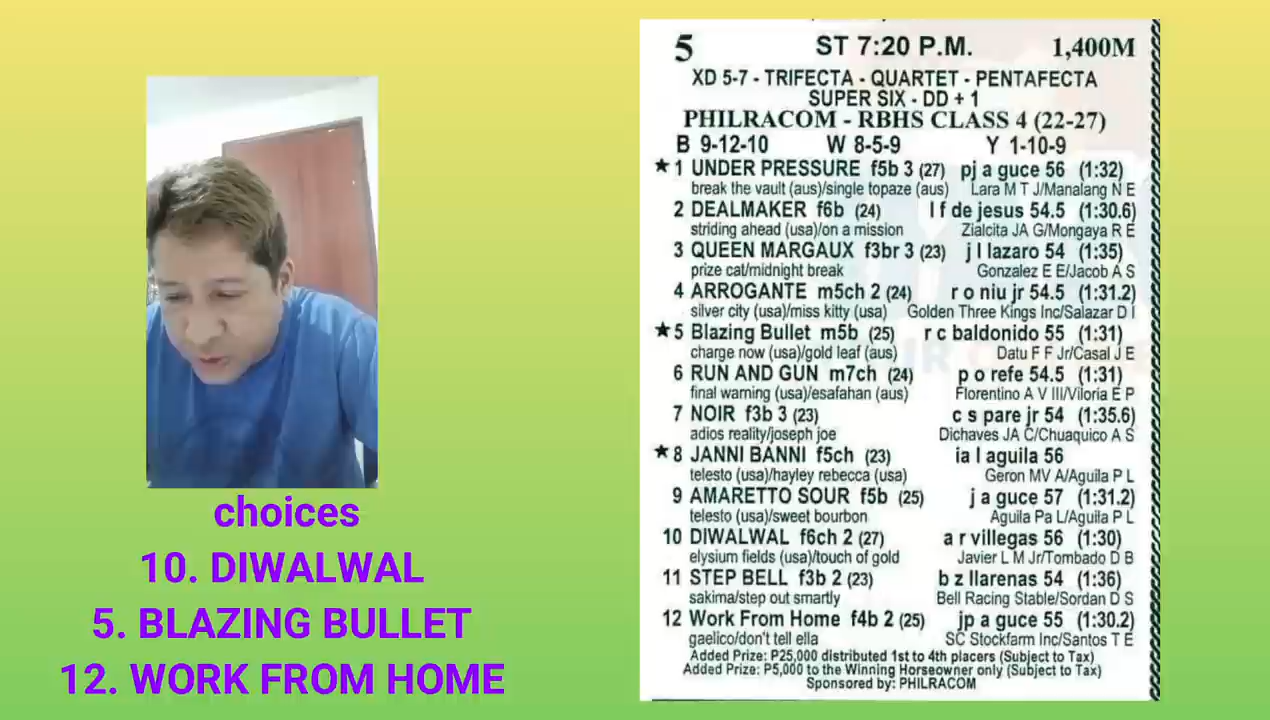 5 ST 7:20 P.M. 1,400M
XD 5-7 - TRIFECTA - QUARTET - PENTAFECTA
SUPER SIX - DD + 1
PHILRACOM - RBHS CLASS 4 (22-27)
B 9-12-10 W 8-5-9 Y 1-10-9
★ 1 UNDER PRESSURE f5b 3 (27) pj a guce 56 (1:32)
break the vault (aus)/single topaze (aus) Lara M T J/Manalang N E
2 DEALMAKER f6b (24) l f de jesus 54.5 (1:30.6)
striding ahead (usa)/on a mission Zialcita JA G/Mongaya R E
3 QUEEN MARGAUX f3br 3 (23) j l lazaro 54 (1:35)
prize cat/midnight break Gonzalez E E/Jacob A S
4 ARROGANTE m5ch 2 (24) r o niu jr 54.5 (1:31.2)
silver city (usa)/miss kitty (usa) Golden Three Kings Inc/Salazar D I
★ 5 Blazing Bullet m5b (25) r c baldonido 55 (1:31)
charge now (usa)/gold leaf (aus) Datu F F Jr/Casal J E
6 RUN AND GUN m7ch (24) p o refe 54.5 (1:31)
final warning (usa)/esafahan (aus) Florentino A V III/Viloria E P
7 NOIR f3b 3 (23) c s pare jr 54 (1:35.6)
adios reality/joseph joe Dichaves JA C/Chuaquico A S
★ 8 JANNI BANNI f5ch (23) ia l aguila 56
telesto (usa)/hayley rebecca (usa) Geron MV A/Aguila P L
9 AMARETTO SOUR f5b (25) j a guce 57 (1:31.2)
telesto (usa)/sweet bourbon Aguila Pa L/Aguila P L
10 DIWALWAL f6ch 2 (27) a r villegas 56 (1:30)
elysium fields (usa)/touch of gold Javier L M Jr/Tombado D B
11 STEP BELL f3b 2 (23) b z llarenas 54 (1:36)
sakima/step out smartly Bell Racing Stable/Sordan D S
12 Work From Home f4b 2 (25) jp a guce 55 (1:30.2)
gaelico/don't tell ella SC Stockfarm Inc/Santos T E
Added Prize: P25,000 distributed 1st to 4th placers (Subject to Tax)
Added Prize: P5,000 to the Winning Horseowner only (Subject to Tax)
Sponsored by: PHILRACOM
choices
10. DIWALWAL
5. BLAZING BULLET
12. WORK FROM HOME